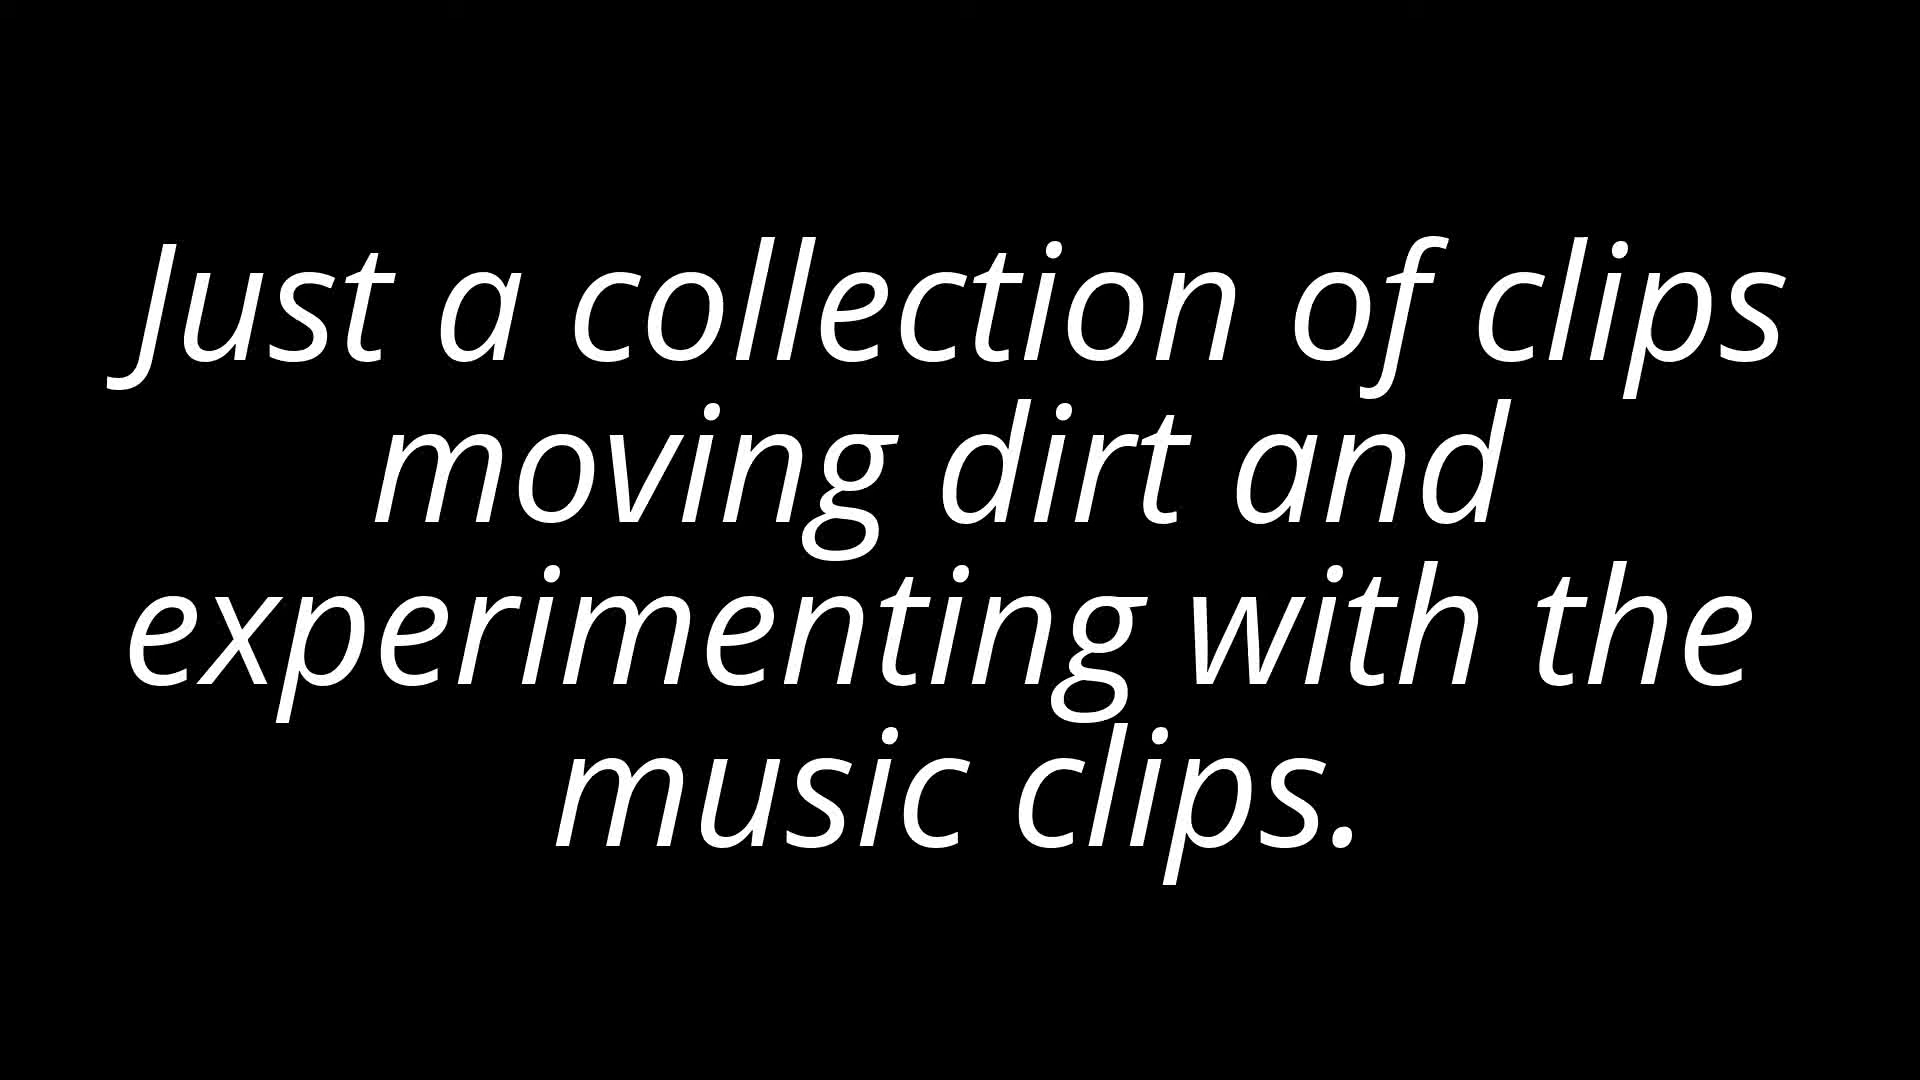 Just a collection of clips
moving dirt and
experimenting with the
music clips.